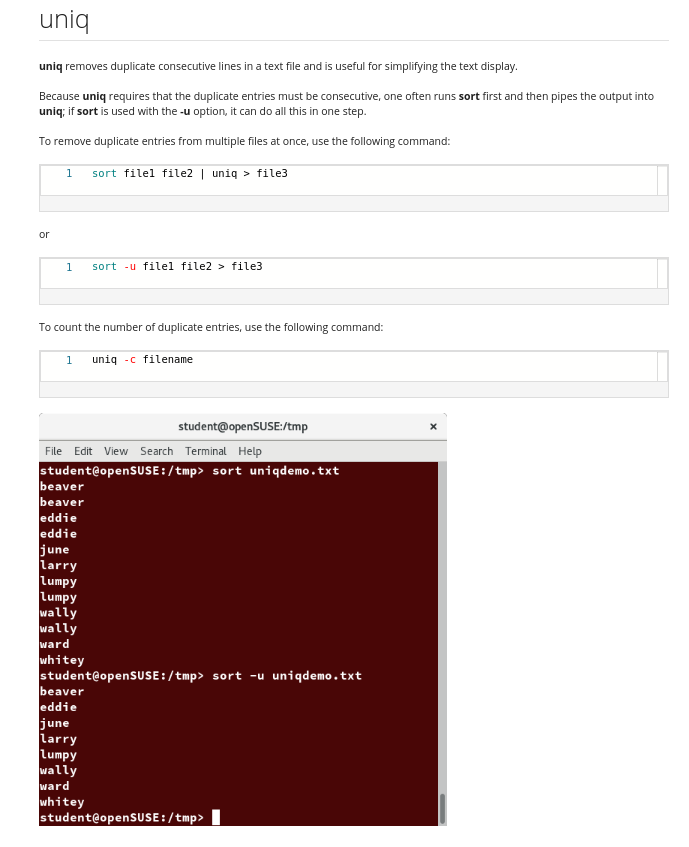 uniq
uniq removes duplicate consecutive lines in a text file and is useful for simplifying the text display.
Because uniq requires that the duplicate entries must be consecutive, one often runs sort first and then pipes the output into
uniq; if sort is used with the -u option, it can do all this in one step.
To remove duplicate entries from multiple files at once, use the following command:
1 sort file1 file2 | uniq > file3
or
1 sort -u file1 file2 > file3
To count the number of duplicate entries, use the following command:
1 uniq -c filename
student@openSUSE:/tmp ×
File Edit View Search Terminal Help
student@openSUSE:/tmp> sort uniqdemo.txt
beaver
beaver
eddie
eddie
june
larry
lumpy
lumpy
wally
wally
ward
whitey
student@openSUSE:/tmp> sort -u uniqdemo.txt
beaver
eddie
june
larry
lumpy
wally
ward
whitey
student@openSUSE:/tmp>